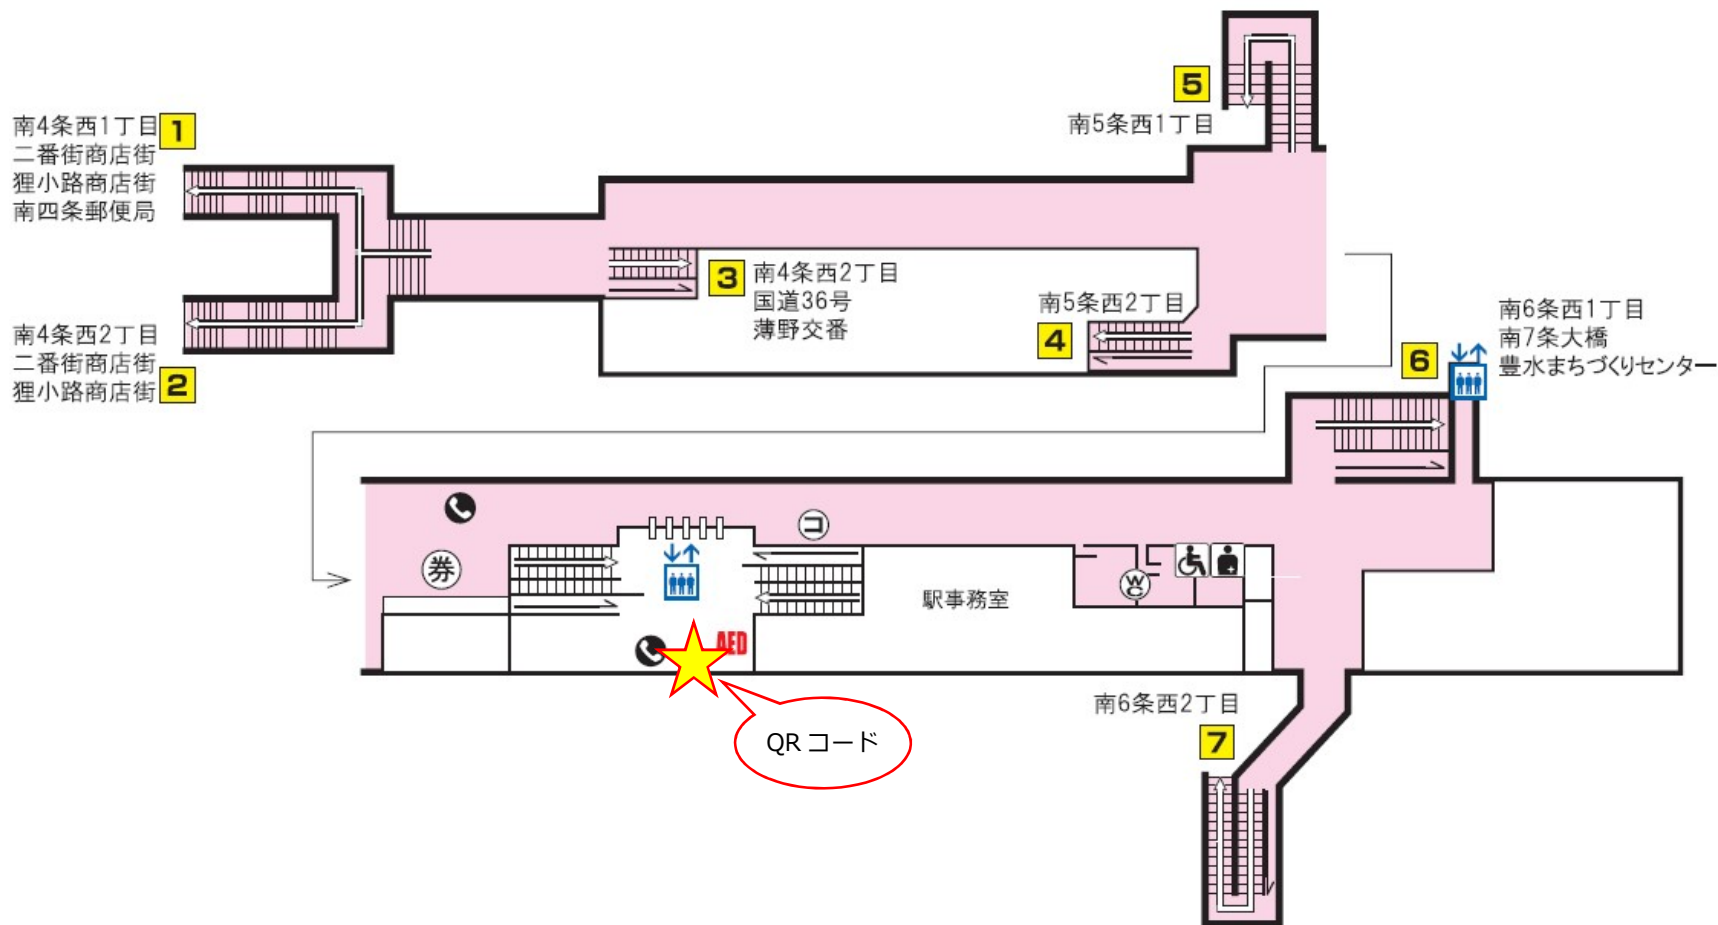 5
南5条西1丁目
南4条西1丁目 1
二番街商店街
狸小路商店街
南四条郵便局
3 南4条西2丁目
国道36号
薄野交番
南5条西2丁目
4
南4条西2丁目
二番街商店街
狸小路商店街 2
南6条西1丁目
南7条大橋
6 豊水まちづくりセンター
コ
券
駅事務室
WC
AED
QRコード
南6条西2丁目
7